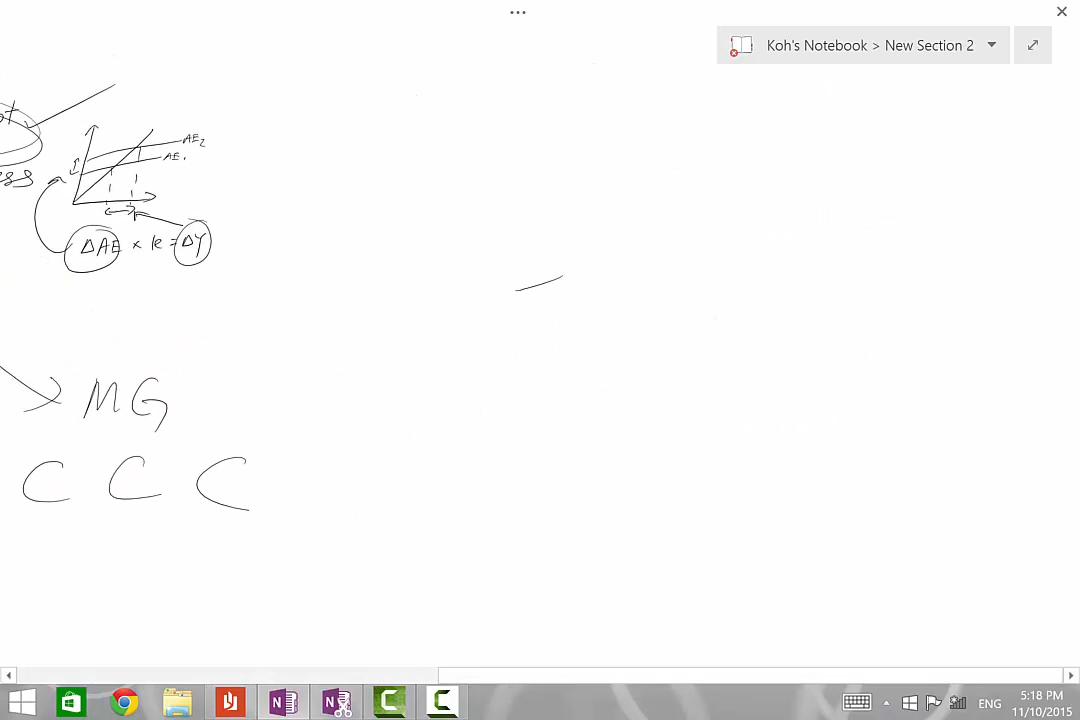 Koh's Notebook > New Section 2
AE₂
AE₁
ΔAE × k = ΔY
MG
C C C
ENG
5:18 PM
11/10/2015